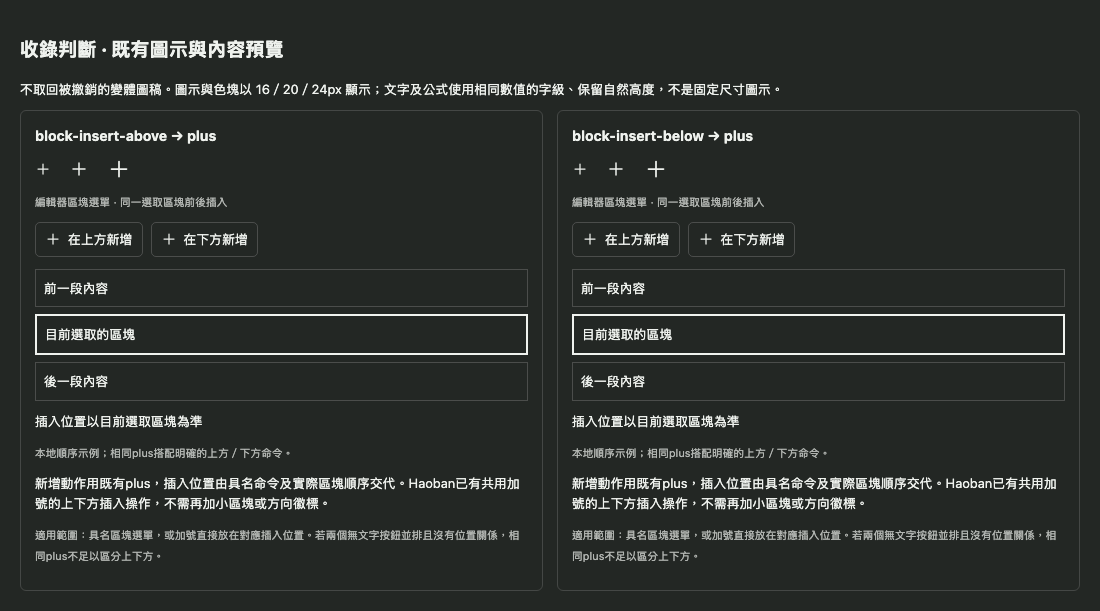 收錄判斷 · 既有圖示與內容預覽
不取回被撤銷的變體圖稿。圖示與色塊以 16 / 20 / 24px 顯示；文字及公式使用相同數值的字級、保留自然高度，不是固定尺寸圖示。
block-insert-above → plus
編輯器區塊選單 · 同一選取區塊前後插入
+ 在上方新增 + 在下方新增
前一段內容
目前選取的區塊
後一段內容
插入位置以目前選取區塊為準
本地順序示例；相同plus搭配明確的上方 / 下方命令。
新增動作用既有plus，插入位置由具名命令及實際區塊順序交代。Haoban已有共用加
號的上下方插入操作，不需再加小區塊或方向徽標。
適用範圍：具名區塊選單，或加號直接放在對應插入位置。若兩個無文字按鈕並排且沒有位置關係，相
同plus不足以區分上下方。
block-insert-below → plus
編輯器區塊選單 · 同一選取區塊前後插入
+ 在上方新增 + 在下方新增
前一段內容
目前選取的區塊
後一段內容
插入位置以目前選取區塊為準
本地順序示例；相同plus搭配明確的上方 / 下方命令。
新增動作用既有plus，插入位置由具名命令及實際區塊順序交代。Haoban已有共用加
號的上下方插入操作，不需再加小區塊或方向徽標。
適用範圍：具名區塊選單，或加號直接放在對應插入位置。若兩個無文字按鈕並排且沒有位置關係，相
同plus不足以區分上下方。